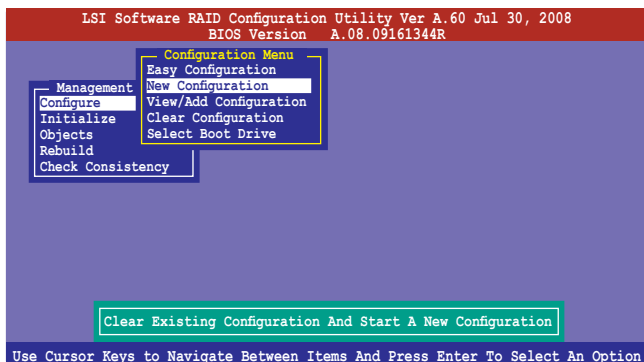 LSI Software RAID Configuration Utility Ver A.60 Jul 30, 2008
BIOS Version A.08.09161344R
Configuration Menu
Easy Configuration
New Configuration
View/Add Configuration
Clear Configuration
Select Boot Drive
Management
Configure
Initialize
Objects
Rebuild
Check Consistency
Clear Existing Configuration And Start A New Configuration
Use Cursor Keys to Navigate Between Items And Press Enter To Select An Option